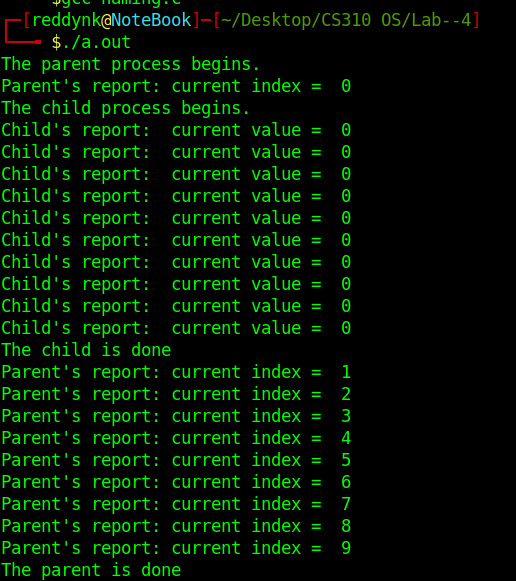 $gcc naming.c
[reddynk@NoteBook]─[~/Desktop/CS310 OS/Lab--4]
$./a.out
The parent process begins.
Parent's report: current index =  0
The child process begins.
Child's report:  current value =  0
Child's report:  current value =  0
Child's report:  current value =  0
Child's report:  current value =  0
Child's report:  current value =  0
Child's report:  current value =  0
Child's report:  current value =  0
Child's report:  current value =  0
Child's report:  current value =  0
Child's report:  current value =  0
The child is done
Parent's report: current index =  1
Parent's report: current index =  2
Parent's report: current index =  3
Parent's report: current index =  4
Parent's report: current index =  5
Parent's report: current index =  6
Parent's report: current index =  7
Parent's report: current index =  8
Parent's report: current index =  9
The parent is done